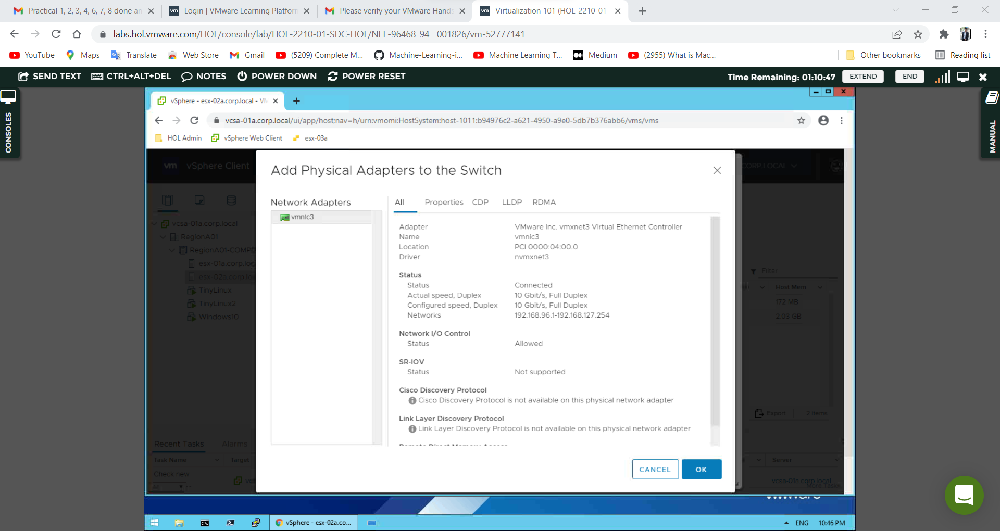 Practical 1, 2, 3, 4, 6, 7, 8 done an
Login | VMware Learning Platform
Please verify your VMware Hands
Virtualization 101 (HOL-2210-01-
labs.hol.vmware.com/HOL/console/lab/HOL-2210-01-SDC-HOL/NEE-96468_94__001826/vm-52777141
YouTube
Maps
Translate
Web Store
Gmail
(5209) Complete M...
Machine-Learning-i...
Machine Learning T...
Medium
(2955) What is Mac...
Other bookmarks
Reading list
SEND TEXT
CTRL+ALT+DEL
NOTES
POWER DOWN
POWER RESET
Time Remaining: 01:10:47
EXTEND
END
CONSOLES
MANUAL
vSphere - esx-02a.corp.local - VM
vcsa-01a.corp.local/ui/app/host;nav=h/urn:vmomi:HostSystem:host-1011:b94976c2-a621-4950-a9e0-5db7b376abb6/vms/vms
HOL Admin
vSphere Web Client
esx-03a
vm vSphere Client
CORP.LOCAL
vcsa-01a.corp.local
RegionA01
RegionA01-COMP
esx-01a.corp.loc
esx-02a.corp.loc
TinyLinux
TinyLinux2
Windows10
Add Physical Adapters to the Switch
Network Adapters
vmnic3
All
Properties
CDP
LLDP
RDMA
Adapter VMware Inc. vmxnet3 Virtual Ethernet Controller
Name vmnic3
Location PCI 0000:04:00.0
Driver nvmxnet3
Status
Status Connected
Actual speed, Duplex 10 Gbit/s, Full Duplex
Configured speed, Duplex 10 Gbit/s, Full Duplex
Networks 192.168.96.1-192.168.127.254
Network I/O Control
Status Allowed
SR-IOV
Status Not supported
Cisco Discovery Protocol
Cisco Discovery Protocol is not available on this physical network adapter
Link Layer Discovery Protocol
Link Layer Discovery Protocol is not available on this physical network adapter
Remote Direct Memory Access
CANCEL
OK
Filter
Host Mem
172 MB
2.03 GB
Export
2 items
Recent Tasks
Alarms
Task Name
Target
Server
Check new
All
vcsa-01a.corp.local
More Tasks
vmware
vSphere - esx-02a.co...
ENG
10:46 PM